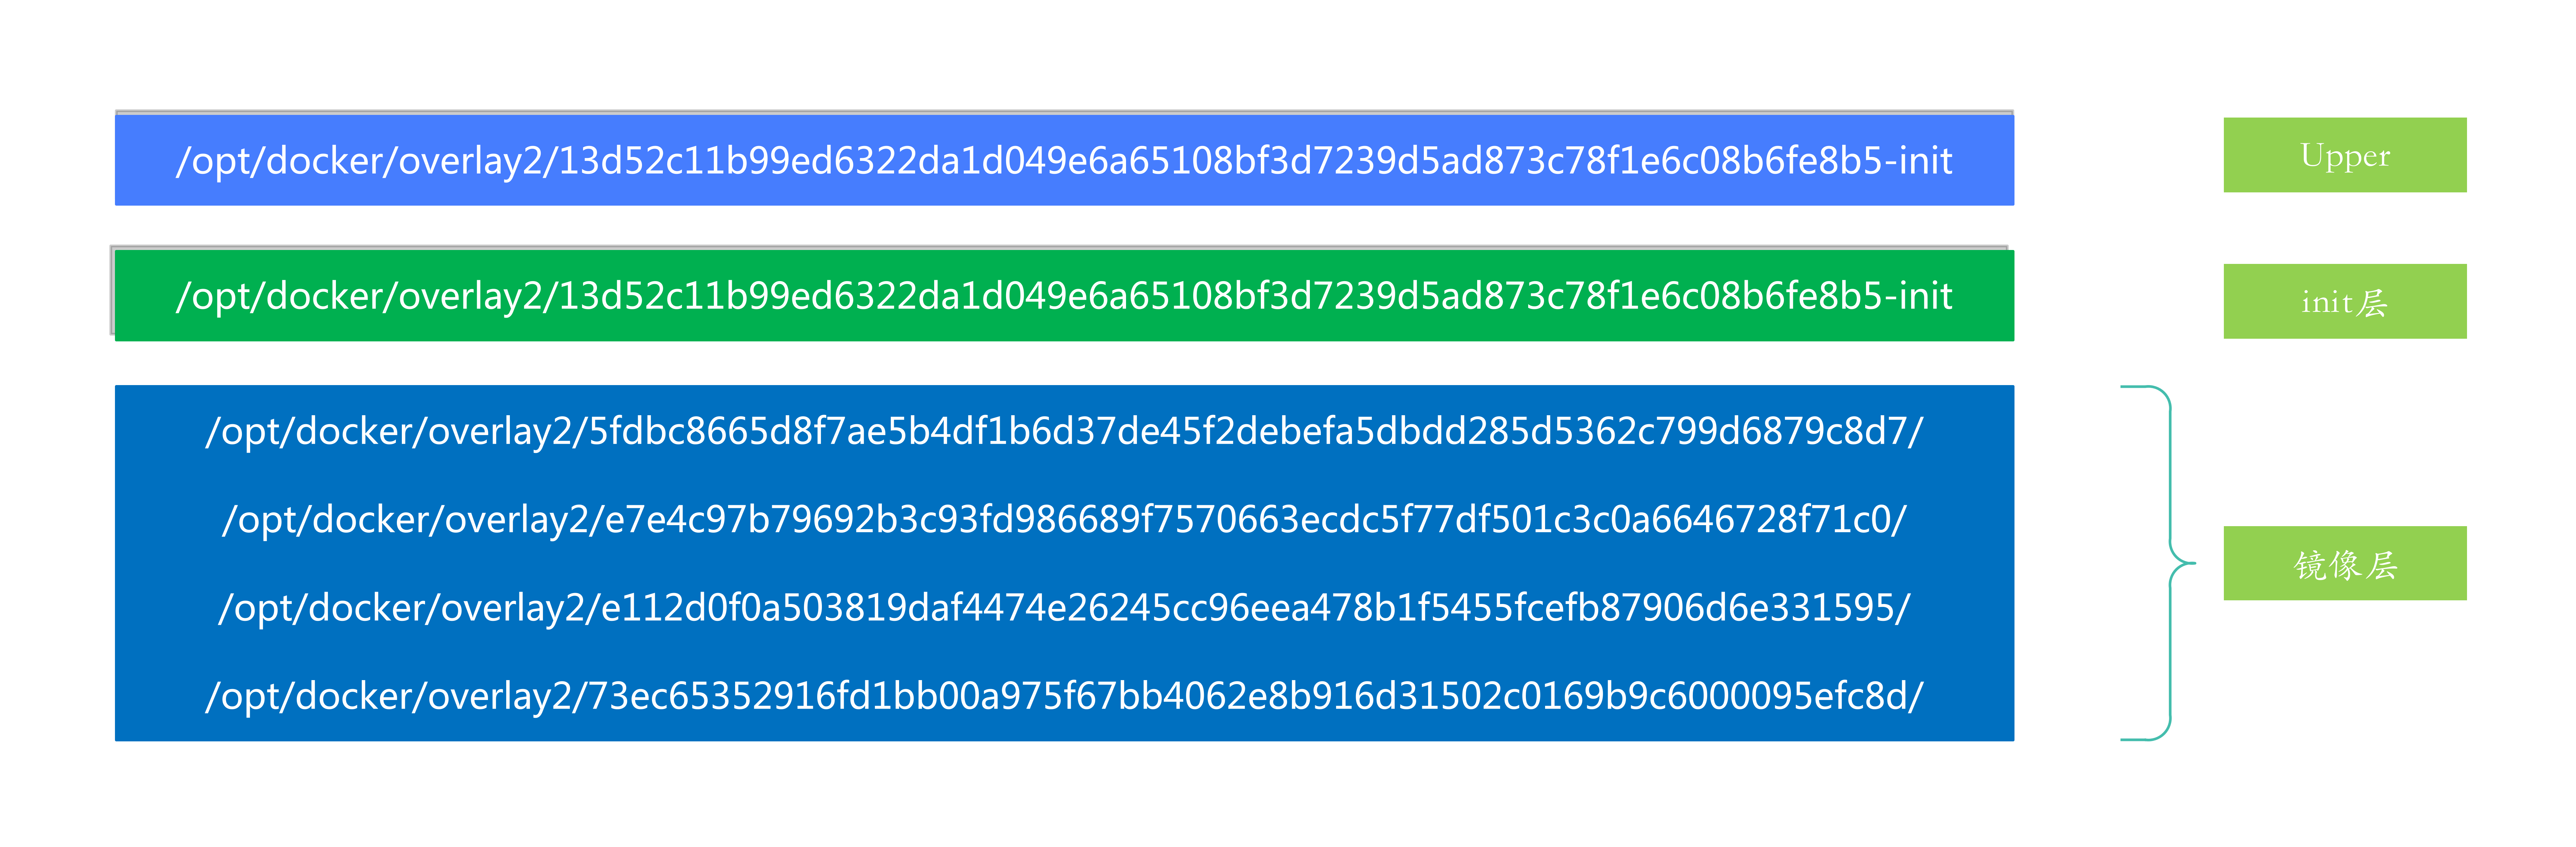 /opt/docker/overlay2/13d52c11b99ed6322da1d049e6a65108bf3d7239d5ad873c78f1e6c08b6fe8b5-init
Upper
/opt/docker/overlay2/13d52c11b99ed6322da1d049e6a65108bf3d7239d5ad873c78f1e6c08b6fe8b5-init
init层
/opt/docker/overlay2/5fdbc8665d8f7ae5b4df1b6d37de45f2debefa5dbdd285d5362c799d6879c8d7/
/opt/docker/overlay2/e7e4c97b79692b3c93fd986689f7570663ecdc5f77df501c3c0a6646728f71c0/
/opt/docker/overlay2/e112d0f0a503819daf4474e26245cc96eea478b1f5455fcefb87906d6e331595/
/opt/docker/overlay2/73ec65352916fd1bb00a975f67bb4062e8b916d31502c0169b9c6000095efc8d/
镜像层